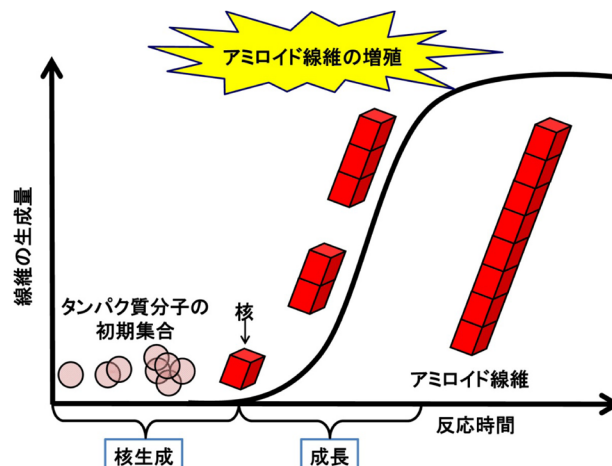 アミロイド線維の増殖
線維の生成量
タンパク質分子の
初期集合
核
アミロイド線維
反応時間
核生成
成長